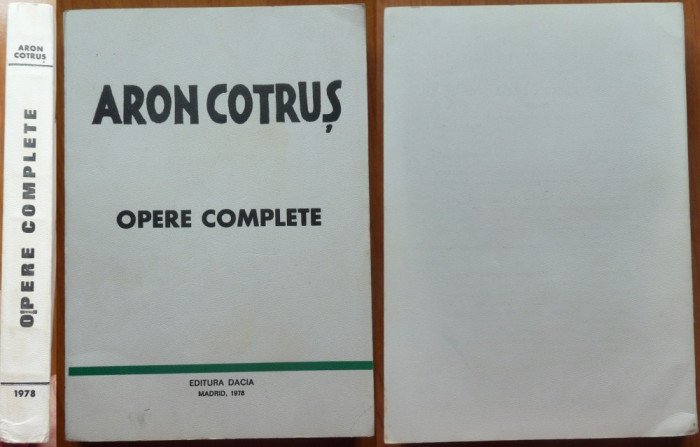 ARON
COTRUȘ
OPERE COMPLETE
1978
ARON COTRUȘ
OPERE COMPLETE
EDITURA DACIA
MADRID, 1978